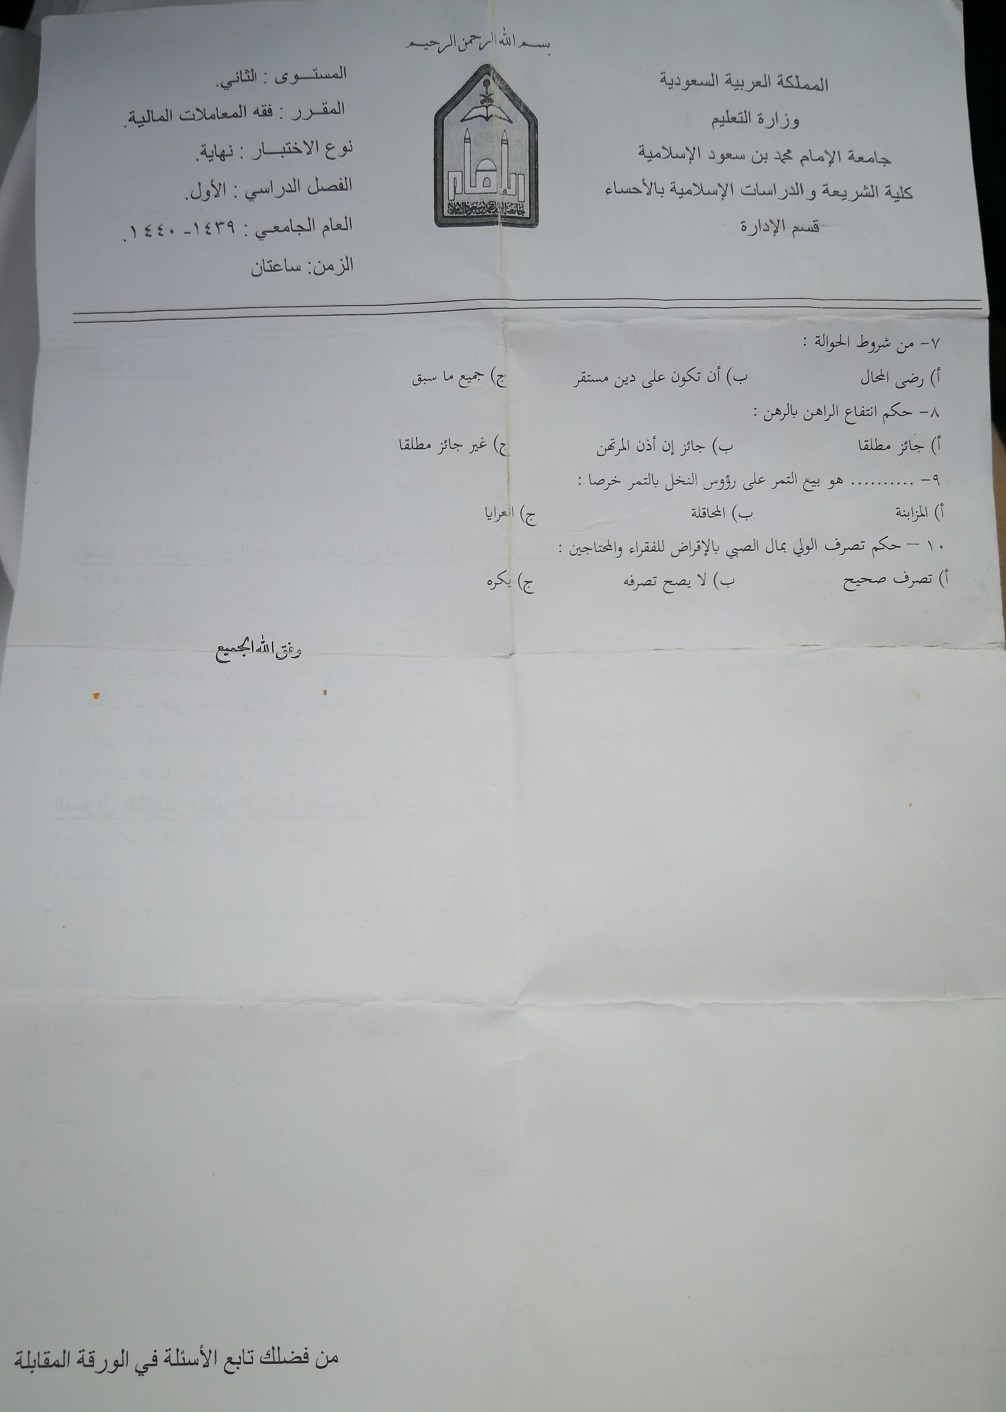 بسم الله الرحمن الرحيم
المملكة العربية السعودية
وزارة التعليم
جامعة الإمام محمد بن سعود الإسلامية
كلية الشريعة والدراسات الإسلامية بالأحساء
قسم الإدارة
المستوى : الثاني.
المقرر : فقه المعاملات المالية.
نوع الاختبار : نهاية.
الفصل الدراسي : الأول.
العام الجامعي : ١٤٣٩- ١٤٤٠.
الزمن: ساعتان
٧- من شروط الحوالة :
أ) رضى المحال ب) أن تكون على دين مستقر ج) جميع ما سبق
٨- حكم انتفاع الراهن بالرهن :
أ) جائز مطلقا ب) جائز إن أذن المرتهن ج) غير جائز مطلقا
٩- .......... هو بيع التمر على رؤوس النخل بالتمر خرصا :
أ) المزابنة ب) المحاقلة ج) العرايا
١٠ – حكم تصرف الولي بمال الصبي بالإقراض للفقراء والمحتاجين :
أ) تصرف صحيح ب) لا يصح تصرفه ج) يكره
وفق الله الجميع
من فضلك تابع الأسئلة في الورقة المقابلة